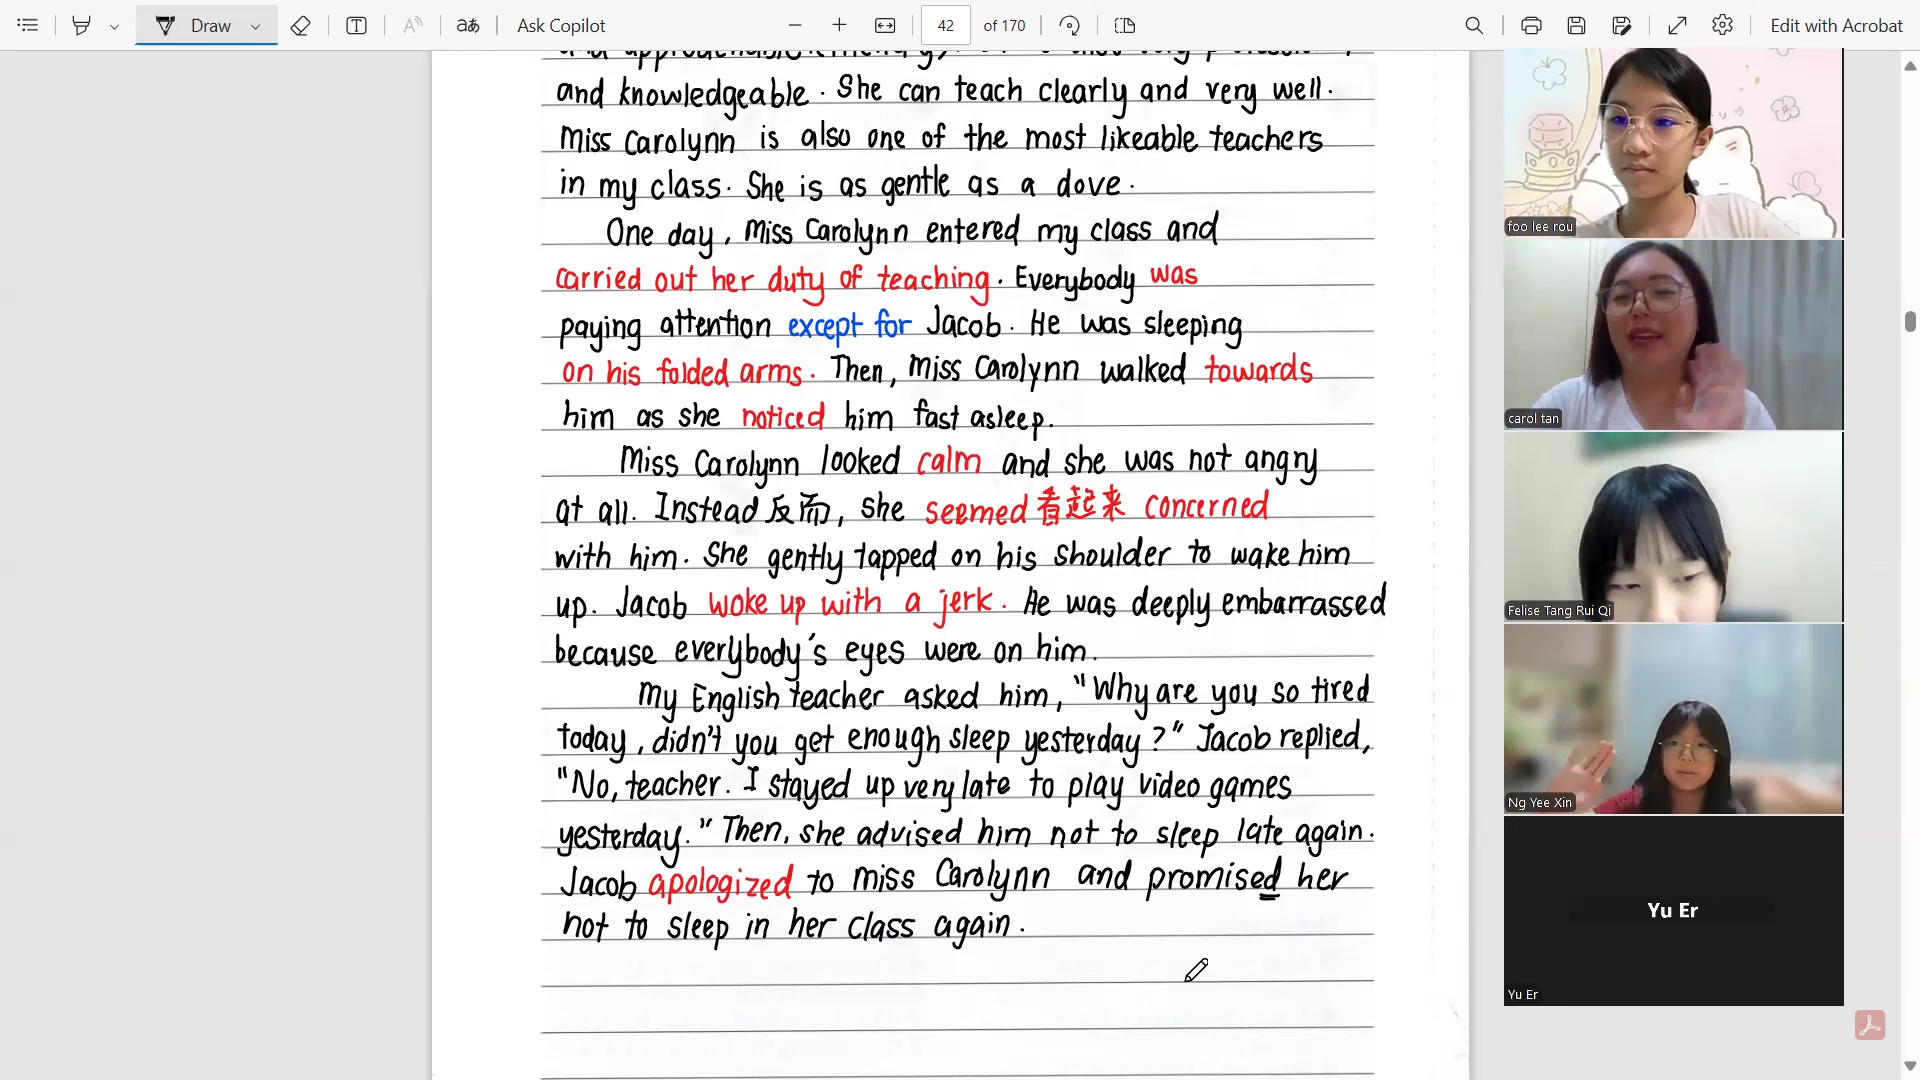 Draw
Ask Copilot
42 of 170
Edit with Acrobat
and knowledgeable. She can teach clearly and very well.
Miss Carolynn is also one of the most likeable teachers
in my class. She is as gentle as a dove.
One day, Miss Carolynn entered my class and
carried out her duty of teaching. Everybody was
paying attention except for Jacob. He was sleeping
on his folded arms. Then, Miss Carolynn walked towards
him as she noticed him fast asleep.
Miss Carolynn looked calm and she was not angry
at all. Instead 反而, she seemed 看起来 concerned
with him. She gently tapped on his shoulder to wake him
up. Jacob woke up with a jerk. He was deeply embarrassed
because everybody's eyes were on him.
My English teacher asked him, "Why are you so tired
today, didn't you get enough sleep yesterday?" Jacob replied,
"No, teacher. I stayed up very late to play video games
yesterday." Then, she advised him not to sleep late again.
Jacob apologized to miss Carolynn and promised her
not to sleep in her class again.
foo lee rou
carol tan
Felise Tang Rui Qi
Ng Yee Xin
Yu Er
Yu Er